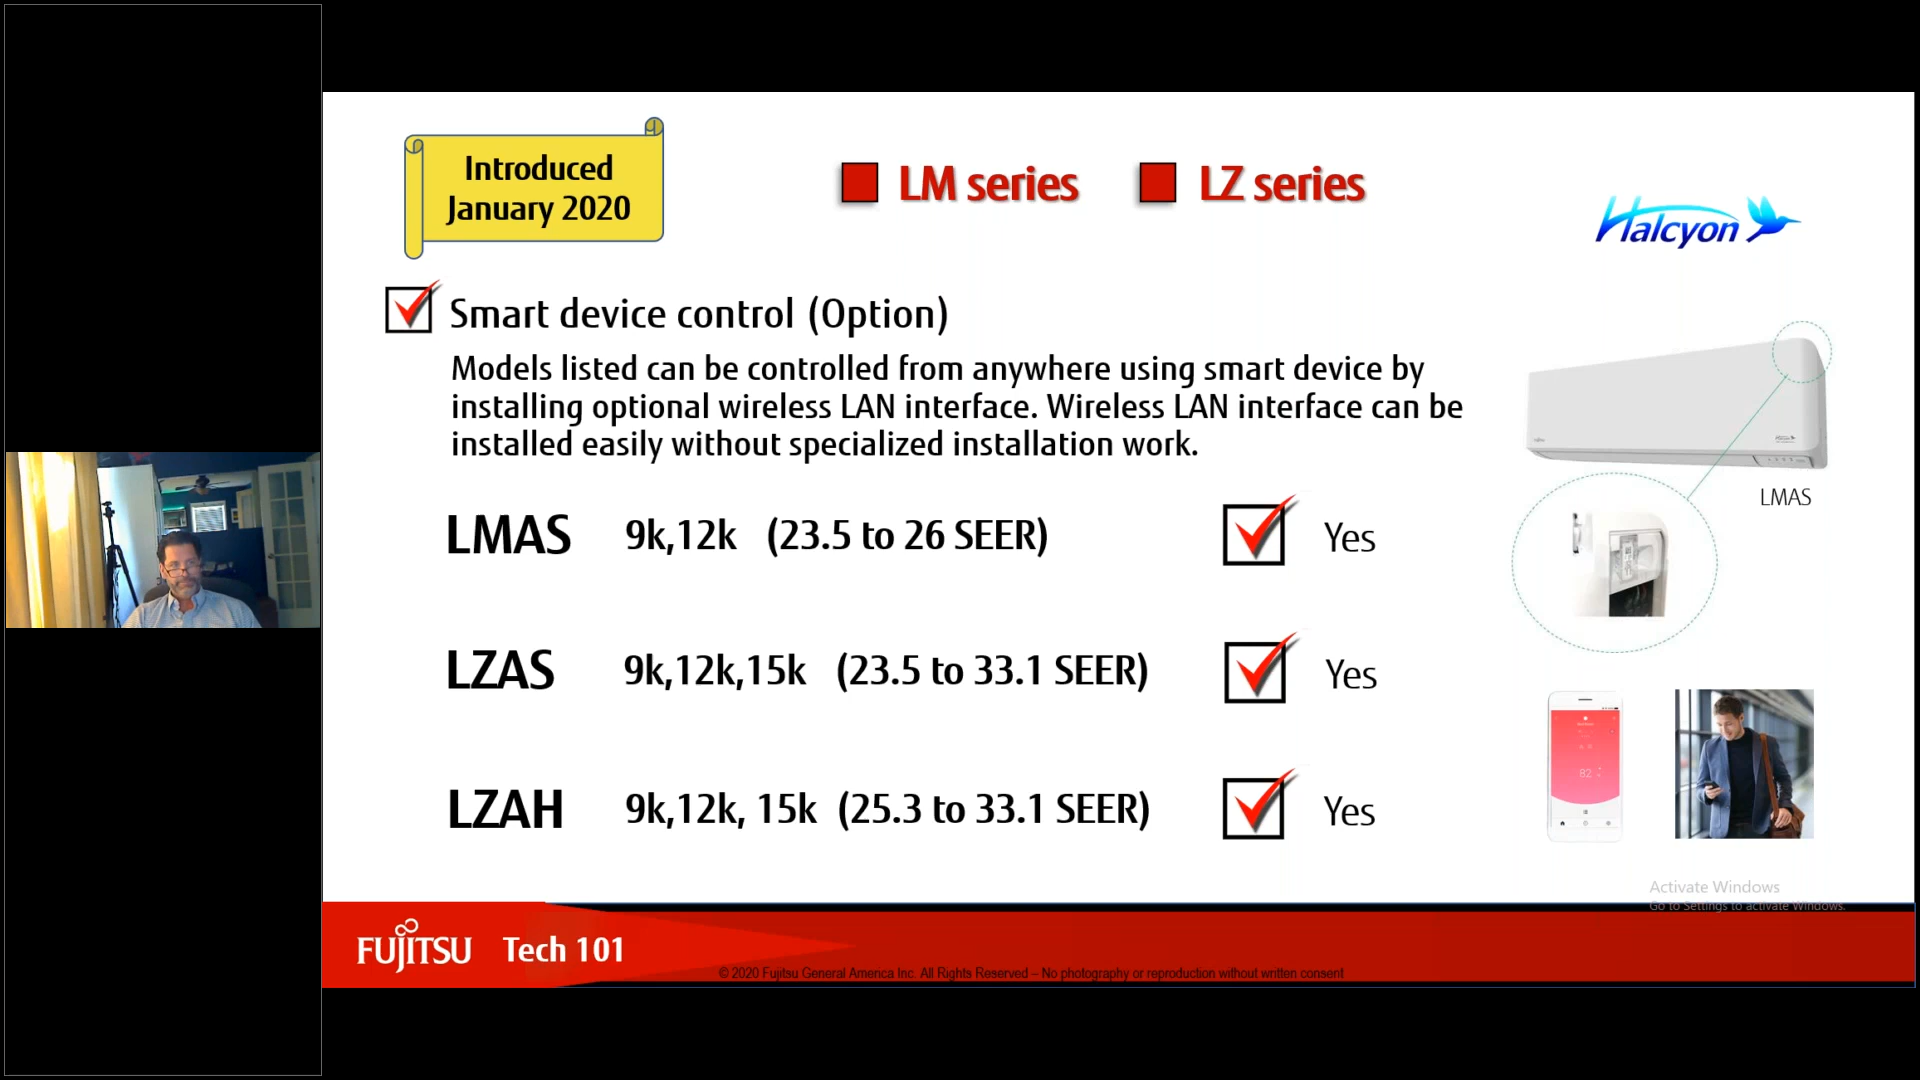 Introduced
January 2020
LM series
LZ series
Halcyon
Smart device control (Option)
Models listed can be controlled from anywhere using smart device by
installing optional wireless LAN interface. Wireless LAN interface can be
installed easily without specialized installation work.
LMAS
LMAS 9k,12k (23.5 to 26 SEER) Yes
LZAS 9k,12k,15k (23.5 to 33.1 SEER) Yes
LZAH 9k,12k, 15k (25.3 to 33.1 SEER) Yes
82
Activate Windows
Go to Settings to activate Windows.
FUJITSU Tech 101
© 2020 Fujitsu General America Inc. All Rights Reserved – No photography or reproduction without written consent